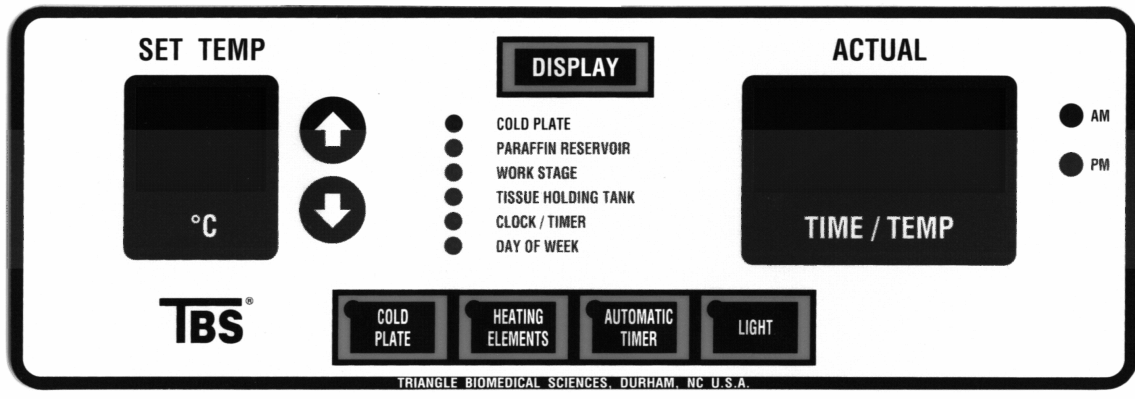 SET TEMP
DISPLAY
ACTUAL
COLD PLATE
PARAFFIN RESERVOIR
WORK STAGE
TISSUE HOLDING TANK
CLOCK / TIMER
DAY OF WEEK
AM
PM
°C
TIME / TEMP
TBS®
COLD
PLATE
HEATING
ELEMENTS
AUTOMATIC
TIMER
LIGHT
TRIANGLE BIOMEDICAL SCIENCES, DURHAM, NC U.S.A.